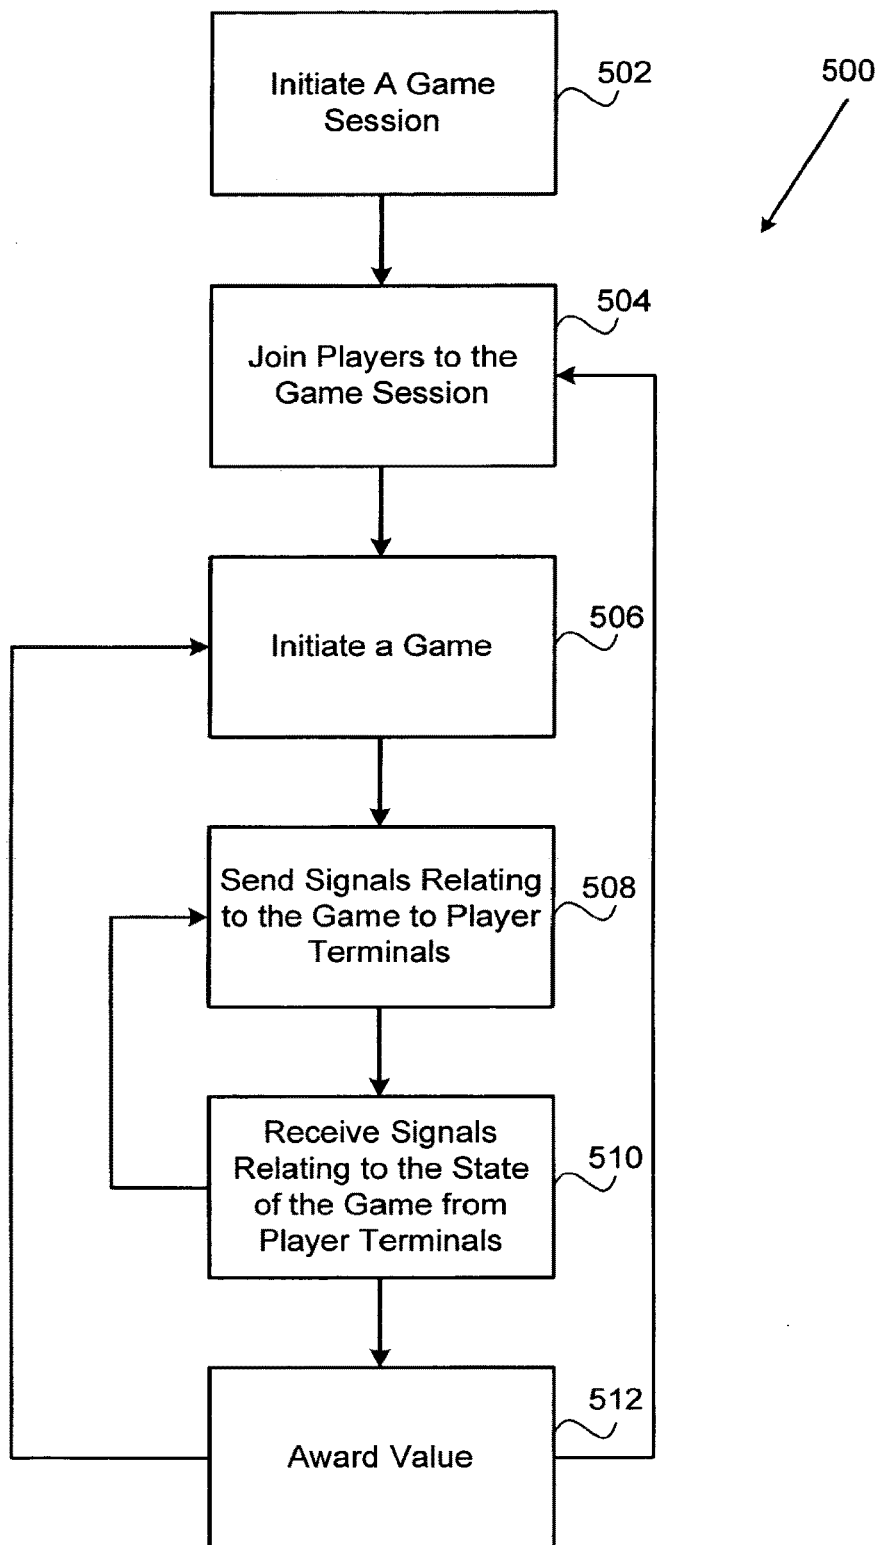 Initiate A Game
Session
502
500
Join Players to the
Game Session
504
Initiate a Game
506
Send Signals Relating
to the Game to Player
Terminals
508
Receive Signals
Relating to the State
of the Game from
Player Terminals
510
Award Value
512